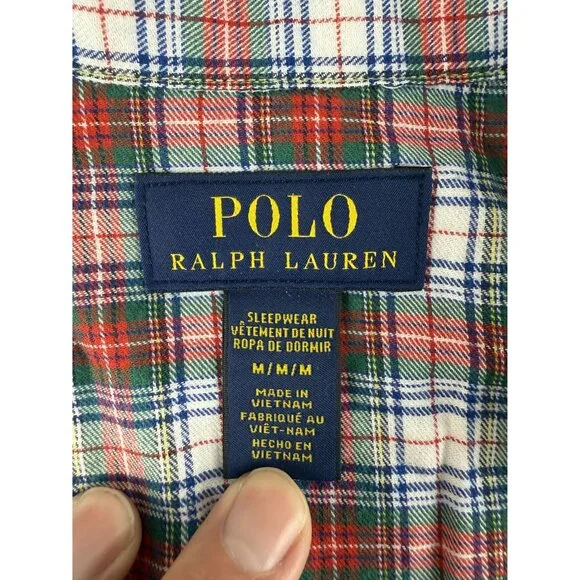 POLO
RALPH LAUREN
SLEEPWEAR
VÊTEMENT DE NUIT
ROPA DE DORMIR
M/M/M
MADE IN
VIETNAM
FABRIQUÉ AU
VIÊT-NAM
HECHO EN
VIETNAM